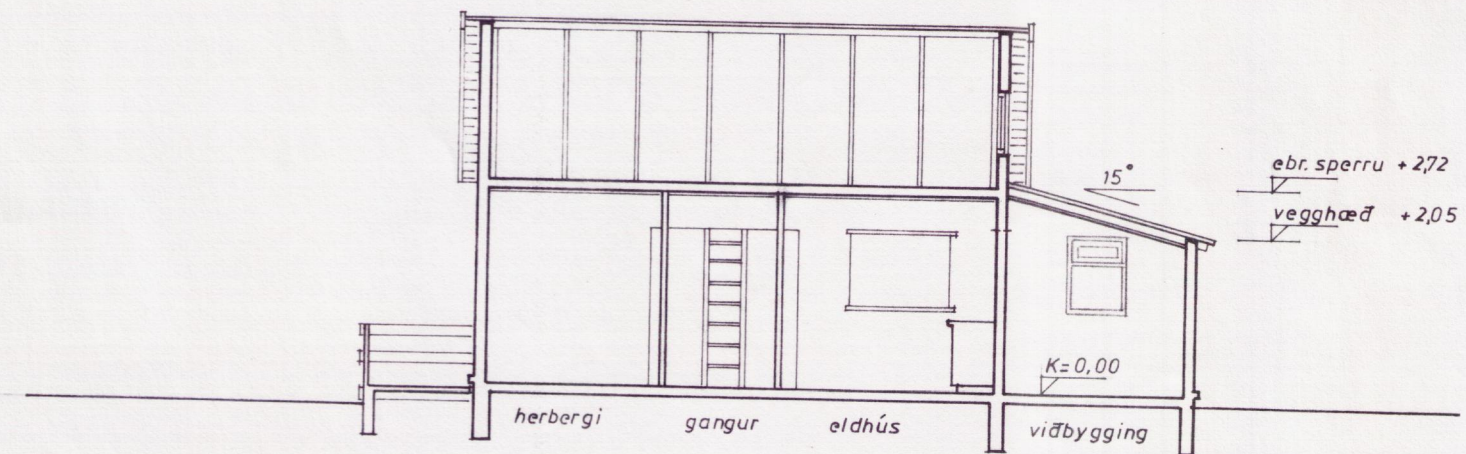 15°
ebr. sperru +2,72
vegghæð +2,05
K=0,00
herbergi gangur eldhús viðbygging